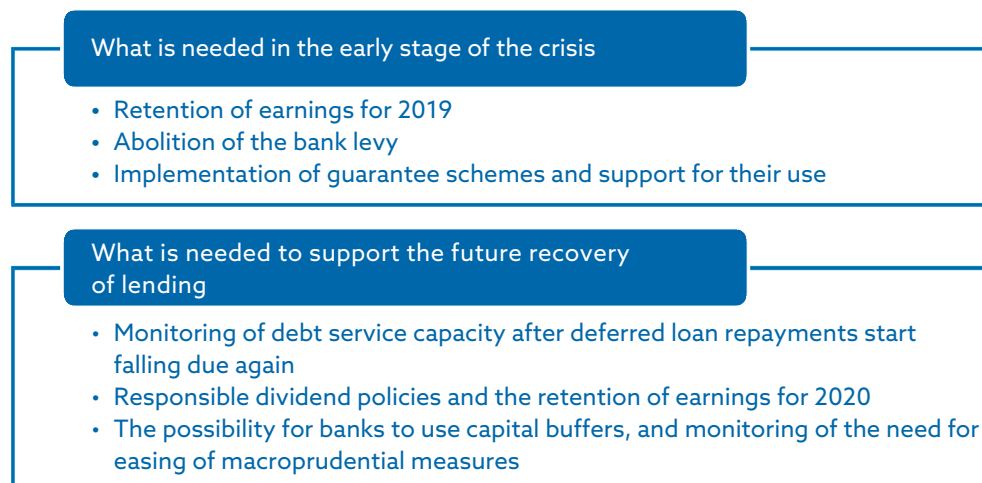 What is needed in the early stage of the crisis
• Retention of earnings for 2019
• Abolition of the bank levy
• Implementation of guarantee schemes and support for their use
What is needed to support the future recovery
of lending
• Monitoring of debt service capacity after deferred loan repayments start
falling due again
• Responsible dividend policies and the retention of earnings for 2020
• The possibility for banks to use capital buffers, and monitoring of the need for
easing of macroprudential measures